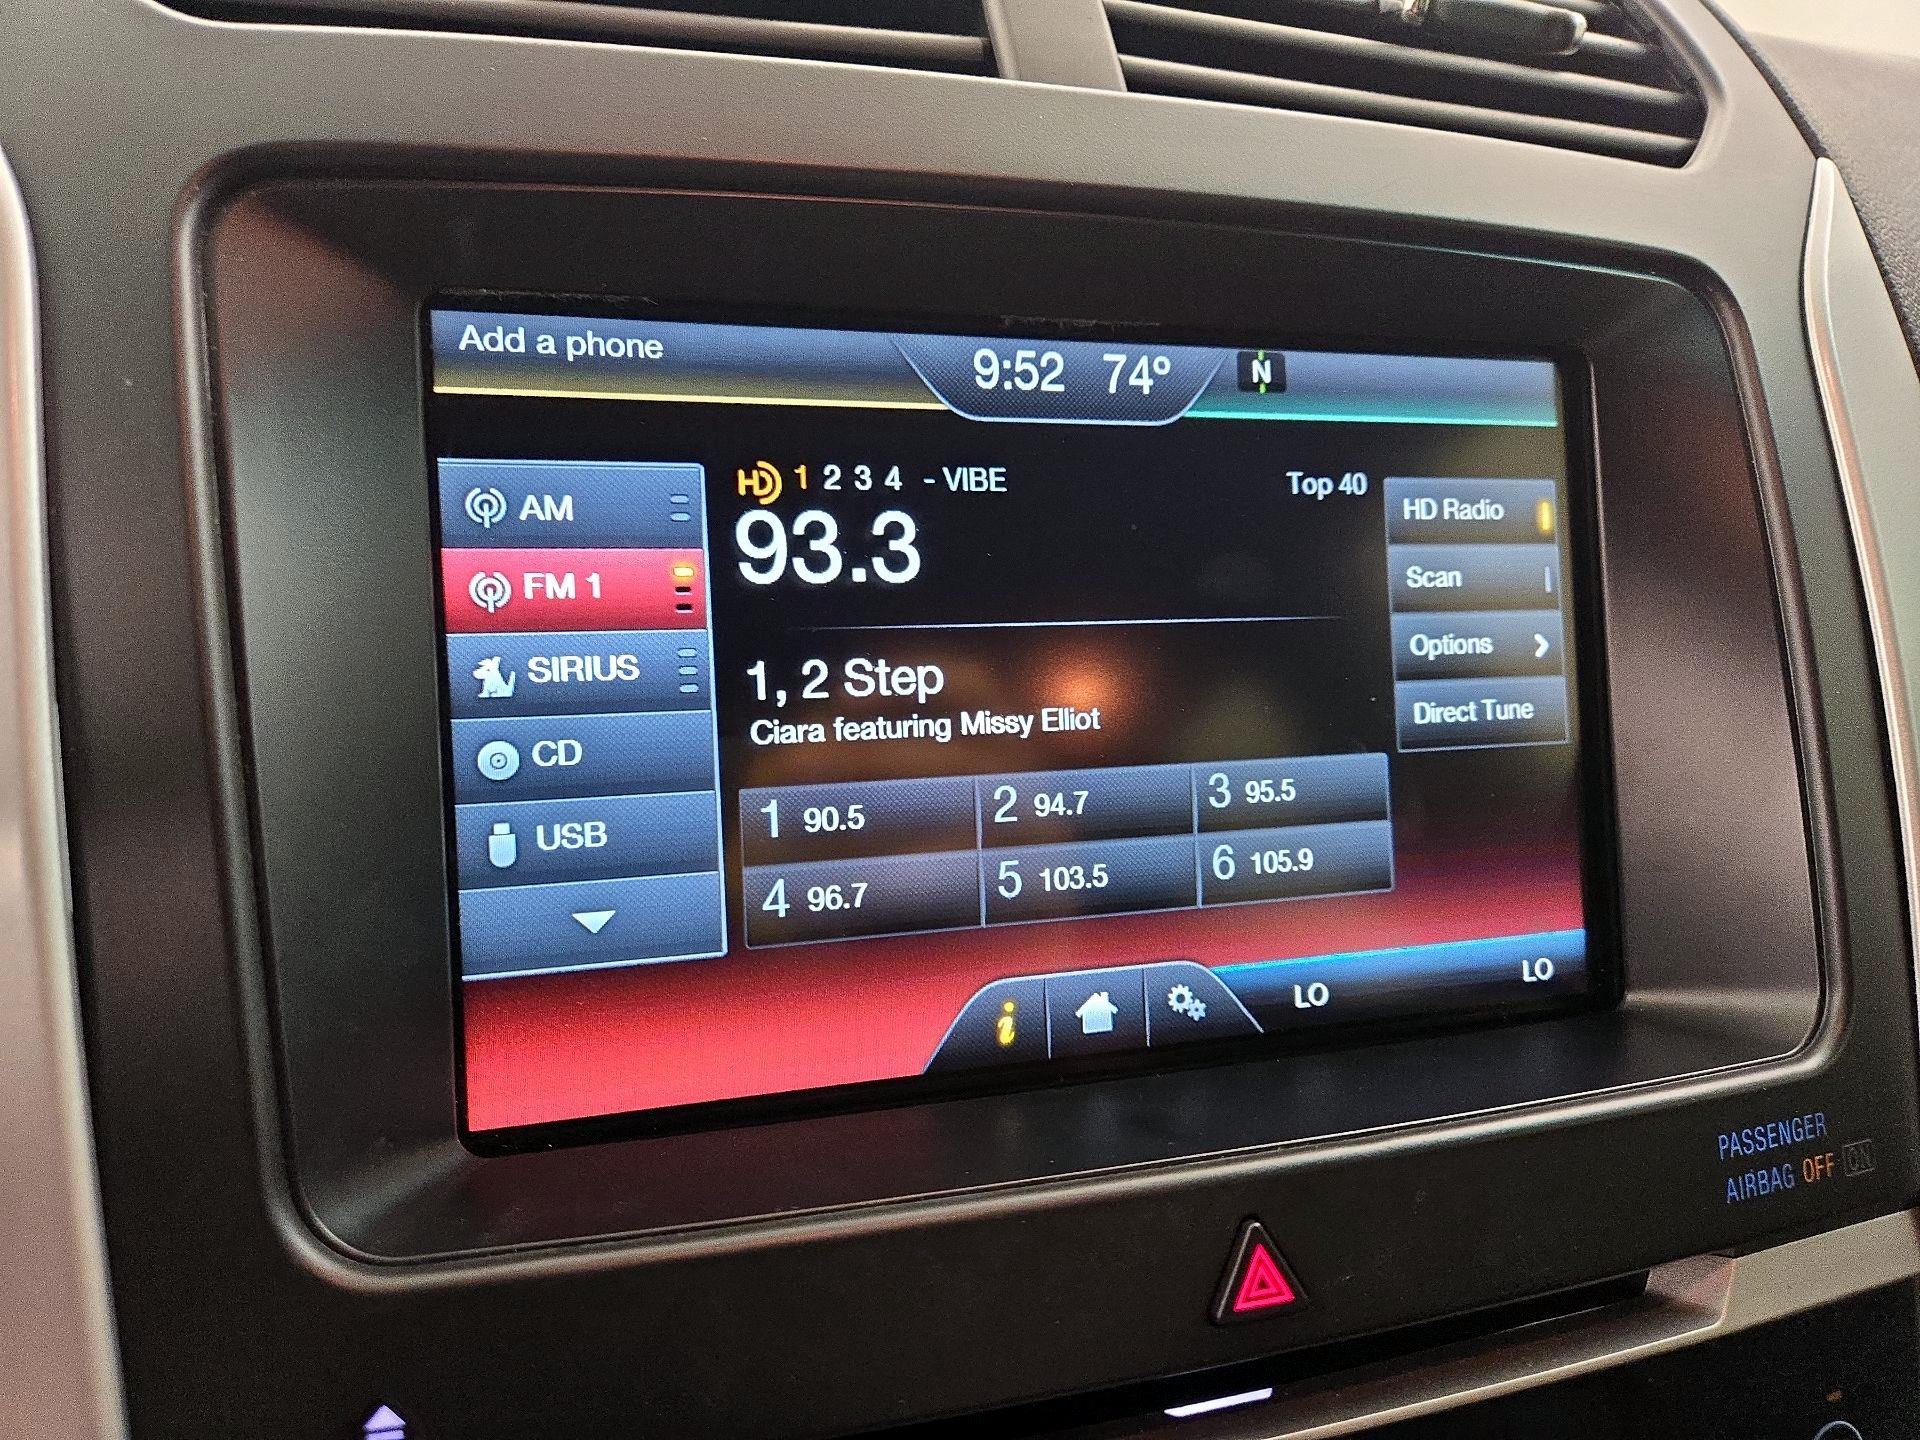 Add a phone
9:52 74° N
AM
FM 1
SIRIUS
CD
USB
HD 1 2 3 4 - VIBE
Top 40
93.3
1, 2 Step
Ciara featuring Missy Elliot
1 90.5 2 94.7 3 95.5
4 96.7 5 103.5 6 105.9
HD Radio
Scan
Options
Direct Tune
i
LO LO
PASSENGER
AIRBAG OFF ON